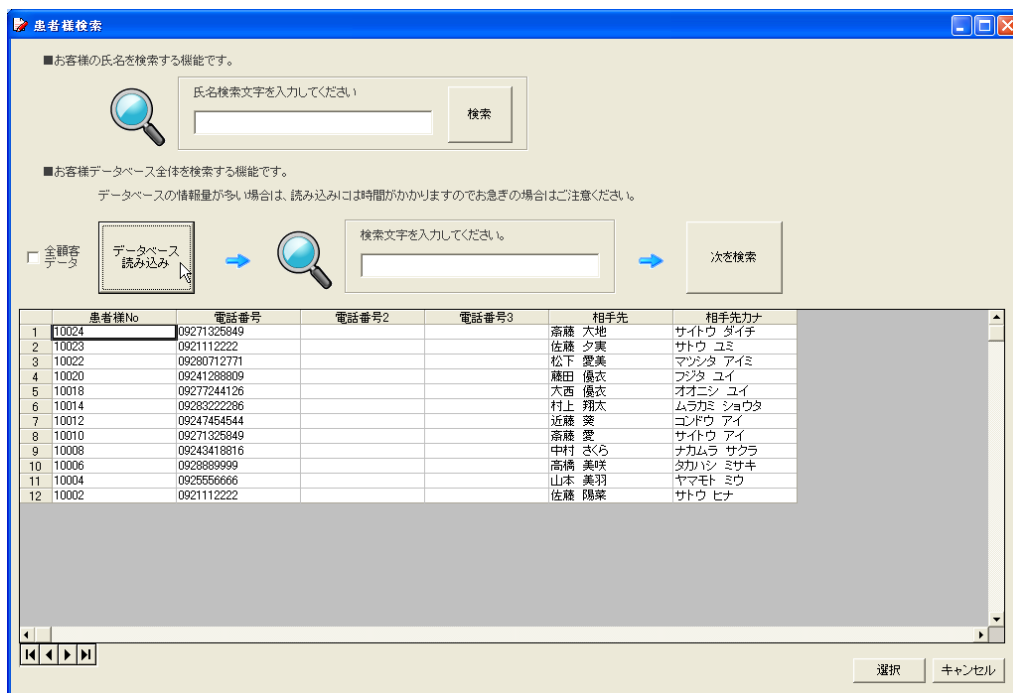 患者様検索
■お客様の氏名を検索する機能です。
氏名検索文字を入力してください
検索
■お客様データベース全体を検索する機能です。
データベースの情報量が多い場合は、読み込みには時間がかかりますのでお急ぎの場合はご注意ください。
全顧客
データ
データベース
読み込み
検索文字を入力してください。
次を検索
患者様No 電話番号 電話番号2 電話番号3 相手先 相手先カナ
1 10024 09271325849 斎藤 大地 サイトウ ダイチ
2 10023 0921112222 佐藤 夕実 サトウ ユミ
3 10022 09280712771 松下 愛美 マツシタ アイミ
4 10020 09241288809 藤田 優衣 フジタ ユイ
5 10018 09277244126 大西 優衣 オオニシ ユイ
6 10014 09283222286 村上 翔太 ムラカミ ショウタ
7 10012 09247454544 近藤 葵 コンドウ アイ
8 10010 09271325849 斎藤 愛 サイトウ アイ
9 10008 09243418816 中村 さくら ナカムラ サクラ
10 10006 0928889999 高橋 美咲 タカハシ ミサキ
11 10004 0925556666 山本 美羽 ヤマモト ミウ
12 10002 0921112222 佐藤 陽菜 サトウ ヒナ
選択
キャンセル